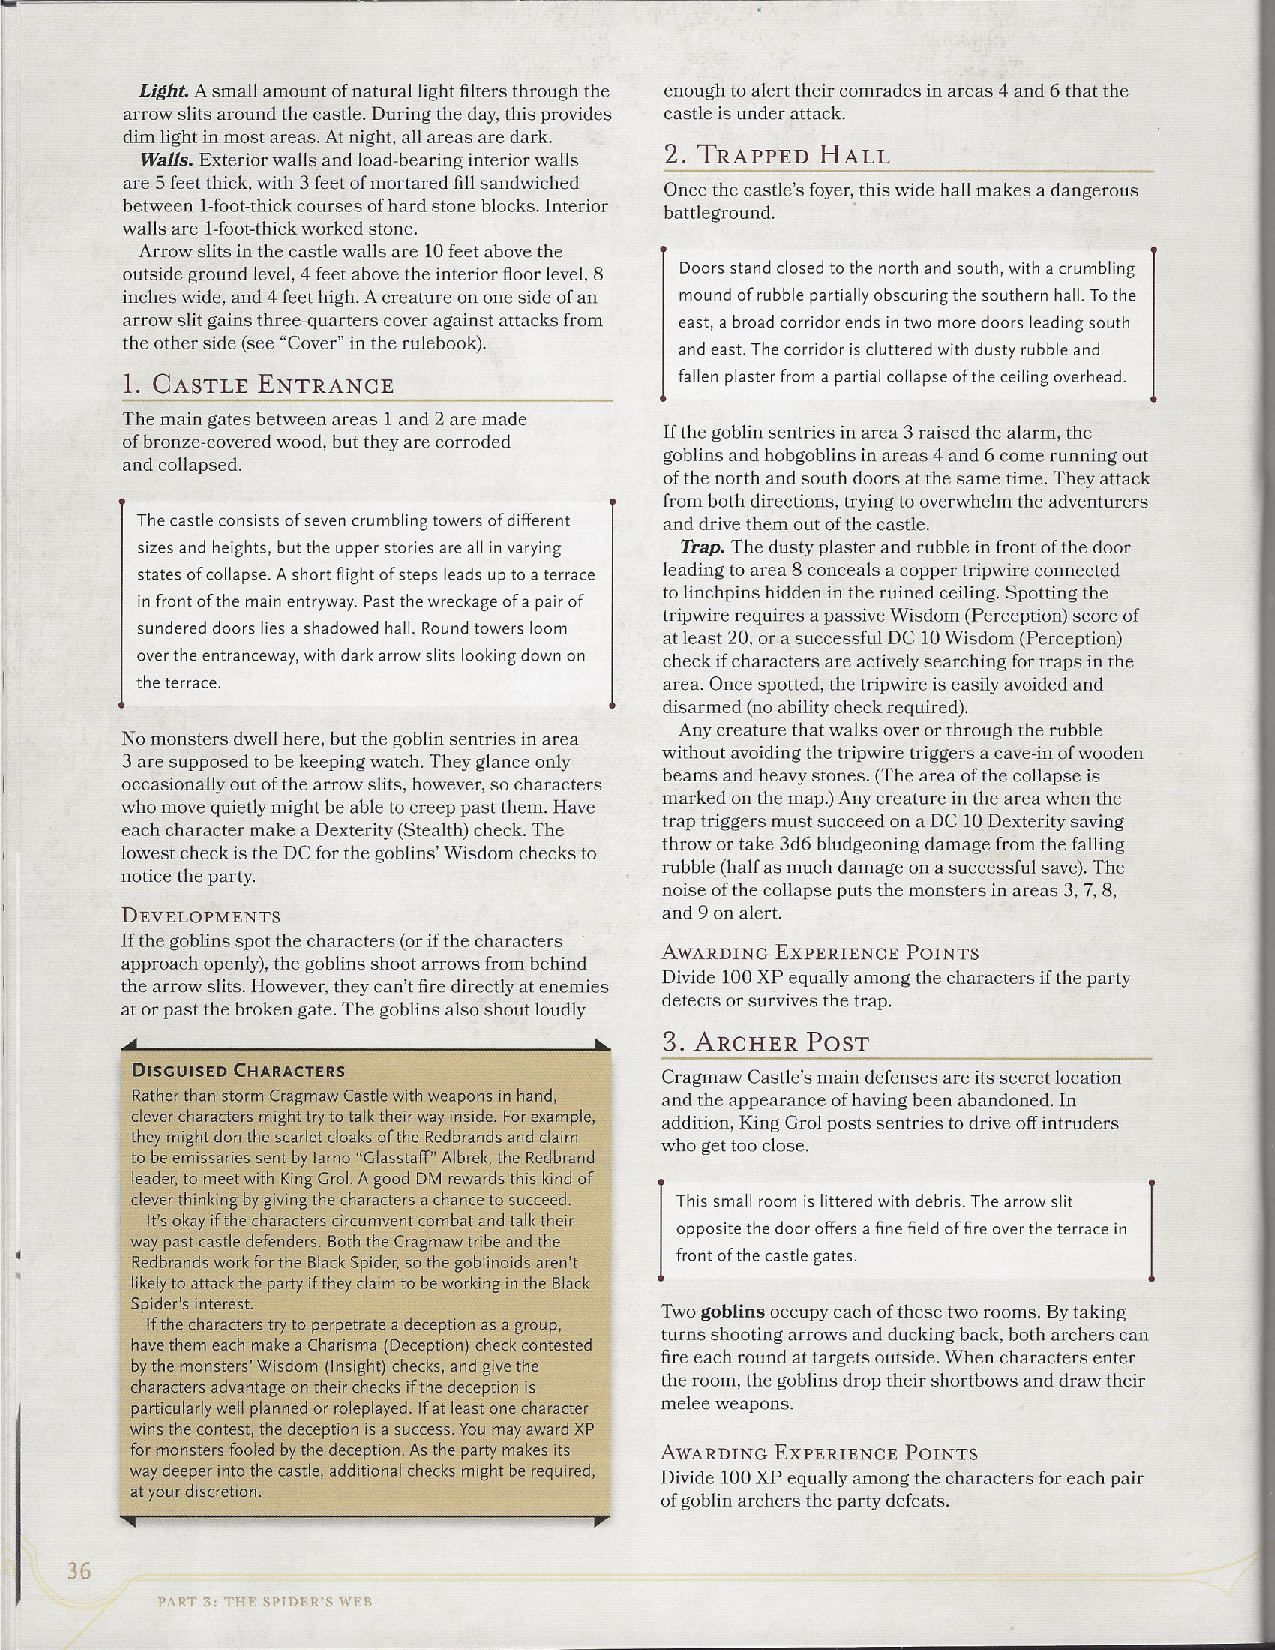 Light. A small amount of natural light filters through the
arrow slits around the castle. During the day, this provides
dim light in most areas. At night, all areas are dark.
Walls. Exterior walls and load-bearing interior walls
are 5 feet thick, with 3 feet of mortared fill sandwiched
between 1-foot-thick courses of hard stone blocks. Interior
walls are 1-foot-thick worked stone.
Arrow slits in the castle walls are 10 feet above the
outside ground level, 4 feet above the interior floor level, 8
inches wide, and 4 feet high. A creature on one side of an
arrow slit gains three-quarters cover against attacks from
the other side (see “Cover” in the rulebook).
1. Castle Entrance
The main gates between areas 1 and 2 are made
of bronze-covered wood, but they are corroded
and collapsed.
The castle consists of seven crumbling towers of different
sizes and heights, but the upper stories are all in varying
states of collapse. A short flight of steps leads up to a terrace
in front of the main entryway. Past the wreckage of a pair of
sundered doors lies a shadowed hall. Round towers loom
over the entranceway, with dark arrow slits looking down on
the terrace.
No monsters dwell here, but the goblin sentries in area
3 are supposed to be keeping watch. They glance only
occasionally out of the arrow slits, however, so characters
who move quietly might be able to creep past them. Have
each character make a Dexterity (Stealth) check. The
lowest check is the DC for the goblins’ Wisdom checks to
notice the party.
Developments
If the goblins spot the characters (or if the characters
approach openly), the goblins shoot arrows from behind
the arrow slits. However, they can’t fire directly at enemies
at or past the broken gate. The goblins also shout loudly
Disguised Characters
Rather than storm Cragmaw Castle with weapons in hand,
clever characters might try to talk their way inside. For example,
they might don the scarlet cloaks of the Redbrands and claim
to be emissaries sent by Iarno “Glasstaff” Albrek, the Redbrand
leader, to meet with King Grol. A good DM rewards this kind of
clever thinking by giving the characters a chance to succeed.
It’s okay if the characters circumvent combat and talk their
way past castle defenders. Both the Cragmaw tribe and the
Redbrands work for the Black Spider, so the goblinoids aren’t
likely to attack the party if they claim to be working in the Black
Spider’s interest.
If the characters try to perpetrate a deception as a group,
have them each make a Charisma (Deception) check contested
by the monsters’ Wisdom (Insight) checks, and give the
characters advantage on their checks if the deception is
particularly well planned or roleplayed. If at least one character
wins the contest, the deception is a success. You may award XP
for monsters fooled by the deception. As the party makes its
way deeper into the castle, additional checks might be required,
at your discretion.
enough to alert their comrades in areas 4 and 6 that the
castle is under attack.
2. Trapped Hall
Once the castle’s foyer, this wide hall makes a dangerous
battleground.
Doors stand closed to the north and south, with a crumbling
mound of rubble partially obscuring the southern hall. To the
east, a broad corridor ends in two more doors leading south
and east. The corridor is cluttered with dusty rubble and
fallen plaster from a partial collapse of the ceiling overhead.
If the goblin sentries in area 3 raised the alarm, the
goblins and hobgoblins in areas 4 and 6 come running out
of the north and south doors at the same time. They attack
from both directions, trying to overwhelm the adventurers
and drive them out of the castle.
Trap. The dusty plaster and rubble in front of the door
leading to area 8 conceals a copper tripwire connected
to linchpins hidden in the ruined ceiling. Spotting the
tripwire requires a passive Wisdom (Perception) score of
at least 20, or a successful DC 10 Wisdom (Perception)
check if characters are actively searching for traps in the
area. Once spotted, the tripwire is easily avoided and
disarmed (no ability check required).
Any creature that walks over or through the rubble
without avoiding the tripwire triggers a cave-in of wooden
beams and heavy stones. (The area of the collapse is
marked on the map.) Any creature in the area when the
trap triggers must succeed on a DC 10 Dexterity saving
throw or take 3d6 bludgeoning damage from the falling
rubble (half as much damage on a successful save). The
noise of the collapse puts the monsters in areas 3, 7, 8,
and 9 on alert.
Awarding Experience Points
Divide 100 XP equally among the characters if the party
detects or survives the trap.
3. Archer Post
Cragmaw Castle’s main defenses are its secret location
and the appearance of having been abandoned. In
addition, King Grol posts sentries to drive off intruders
who get too close.
This small room is littered with debris. The arrow slit
opposite the door offers a fine field of fire over the terrace in
front of the castle gates.
Two goblins occupy each of these two rooms. By taking
turns shooting arrows and ducking back, both archers can
fire each round at targets outside. When characters enter
the room, the goblins drop their shortbows and draw their
melee weapons.
Awarding Experience Points
Divide 100 XP equally among the characters for each pair
of goblin archers the party defeats.
36
PART 3: THE SPIDER’S WEB